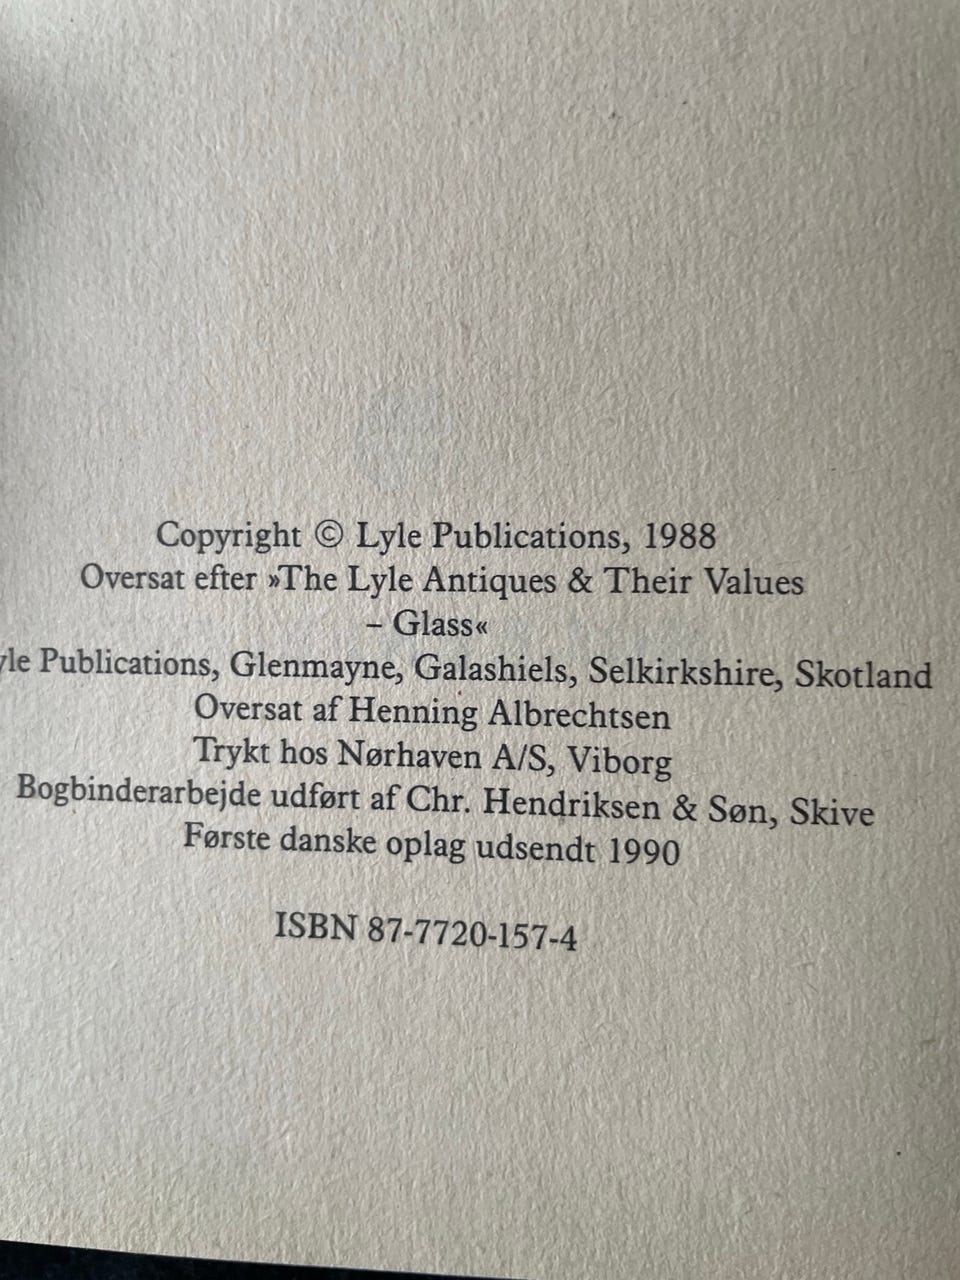 Copyright © Lyle Publications, 1988
Oversat efter »The Lyle Antiques & Their Values
– Glass«
yle Publications, Glenmayne, Galashiels, Selkirkshire, Skotland
Oversat af Henning Albrechtsen
Trykt hos Nørhaven A/S, Viborg
Bogbinderarbejde udført af Chr. Hendriksen & Søn, Skive
Første danske oplag udsendt 1990
ISBN 87-7720-157-4